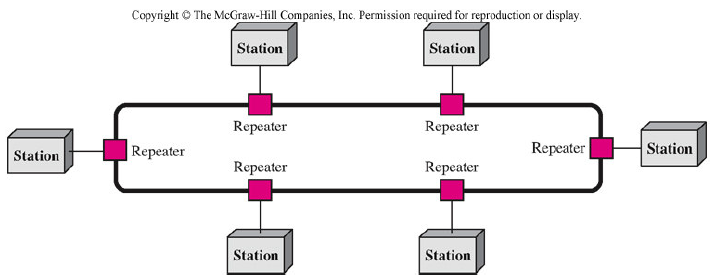 Copyright © The McGraw-Hill Companies, Inc. Permission required for reproduction or display.
Station
Station
Repeater
Repeater
Station
Repeater
Repeater
Station
Repeater
Repeater
Station
Station